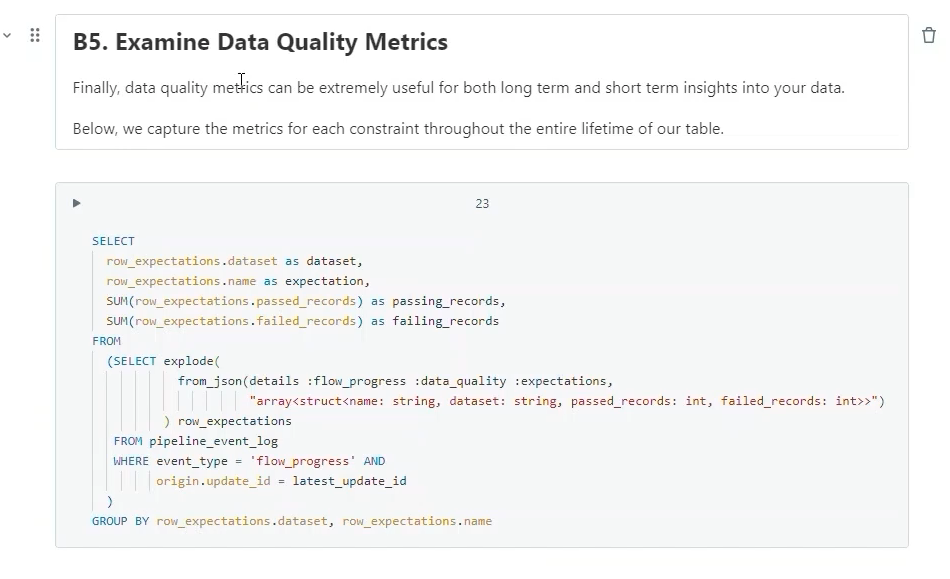 B5. Examine Data Quality Metrics
Finally, data quality metrics can be extremely useful for both long term and short term insights into your data.
Below, we capture the metrics for each constraint throughout the entire lifetime of our table.
23
SELECT
row_expectations.dataset as dataset,
row_expectations.name as expectation,
SUM(row_expectations.passed_records) as passing_records,
SUM(row_expectations.failed_records) as failing_records
FROM
(SELECT explode(
from_json(details :flow_progress :data_quality :expectations,
"array<struct<name: string, dataset: string, passed_records: int, failed_records: int>>")
) row_expectations
FROM pipeline_event_log
WHERE event_type = 'flow_progress' AND
origin.update_id = latest_update_id
)
GROUP BY row_expectations.dataset, row_expectations.name